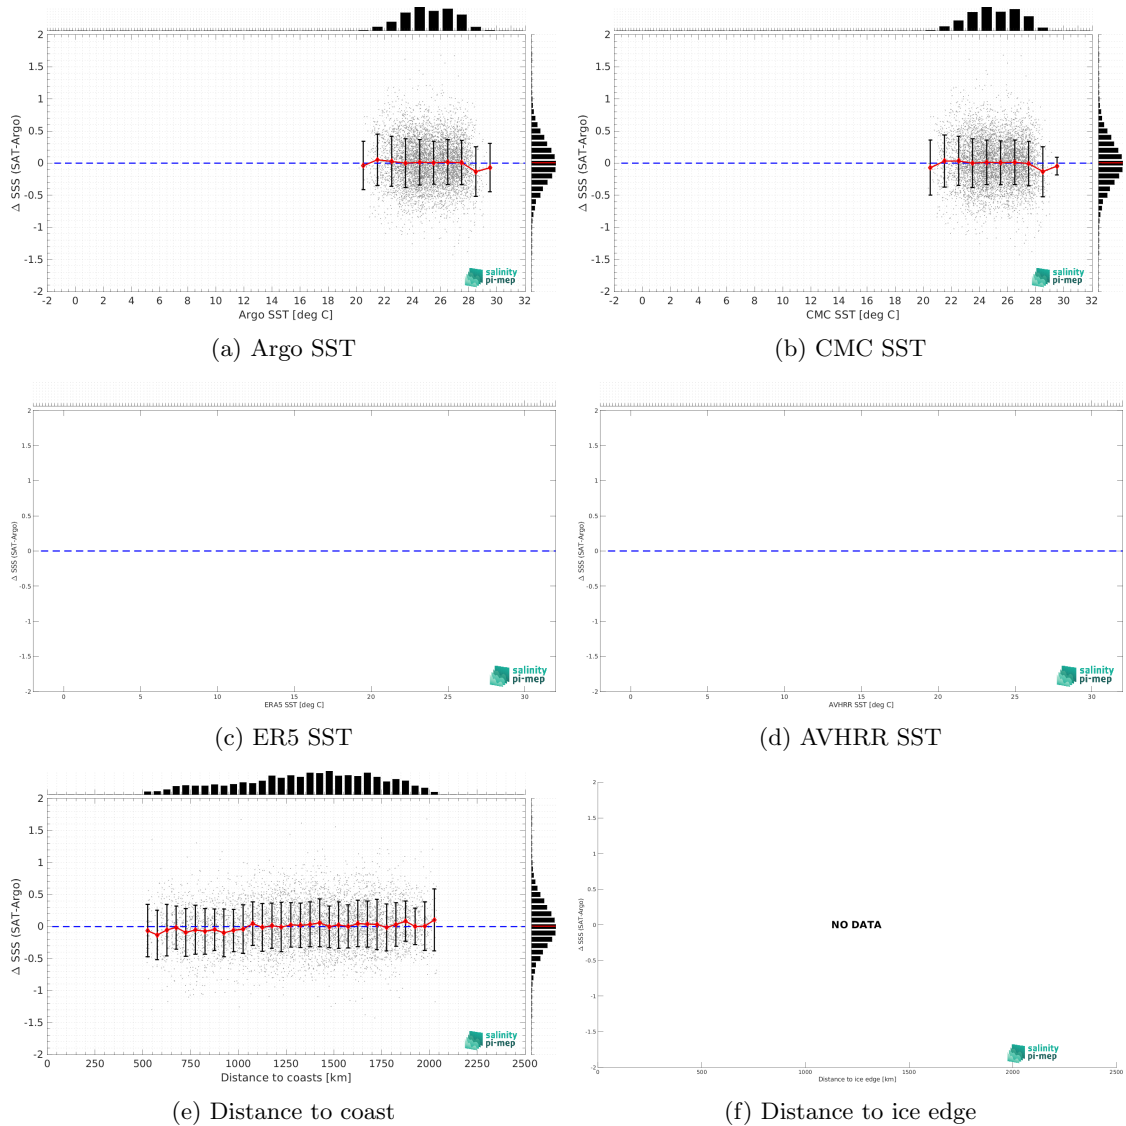 2
1.5
1
0.5
0
-0.5
-1
-1.5
-2
Δ SSS (SAT-Argo)
salinity
pi-mep
-2 0 2 4 6 8 10 12 14 16 18 20 22 24 26 28 30 32
Argo SST [deg C]
(a) Argo SST
2
1.5
1
0.5
0
-0.5
-1
-1.5
-2
Δ SSS (SAT-Argo)
salinity
pi-mep
-2 0 2 4 6 8 10 12 14 16 18 20 22 24 26 28 30 32
CMC SST [deg C]
(b) CMC SST
2
1.5
1
0.5
0
-0.5
-1
-1.5
-2
Δ SSS (SAT-Argo)
salinity
pi-mep
0 5 10 15 20 25 30
ERA5 SST [deg C]
(c) ER5 SST
2
1.5
1
0.5
0
-0.5
-1
-1.5
-2
Δ SSS (SAT-Argo)
salinity
pi-mep
0 5 10 15 20 25 30
AVHRR SST [deg C]
(d) AVHRR SST
2
1.5
1
0.5
0
-0.5
-1
-1.5
-2
Δ SSS (SAT-Argo)
salinity
pi-mep
0 250 500 750 1000 1250 1500 1750 2000 2250 2500
Distance to coasts [km]
(e) Distance to coast
2
1.5
1
0.5
0
-0.5
-1
-1.5
-2
Δ SSS (SAT-Argo)
NO DATA
salinity
pi-mep
0 500 1000 1500 2000 2500
Distance to ice edge [km]
(f) Distance to ice edge